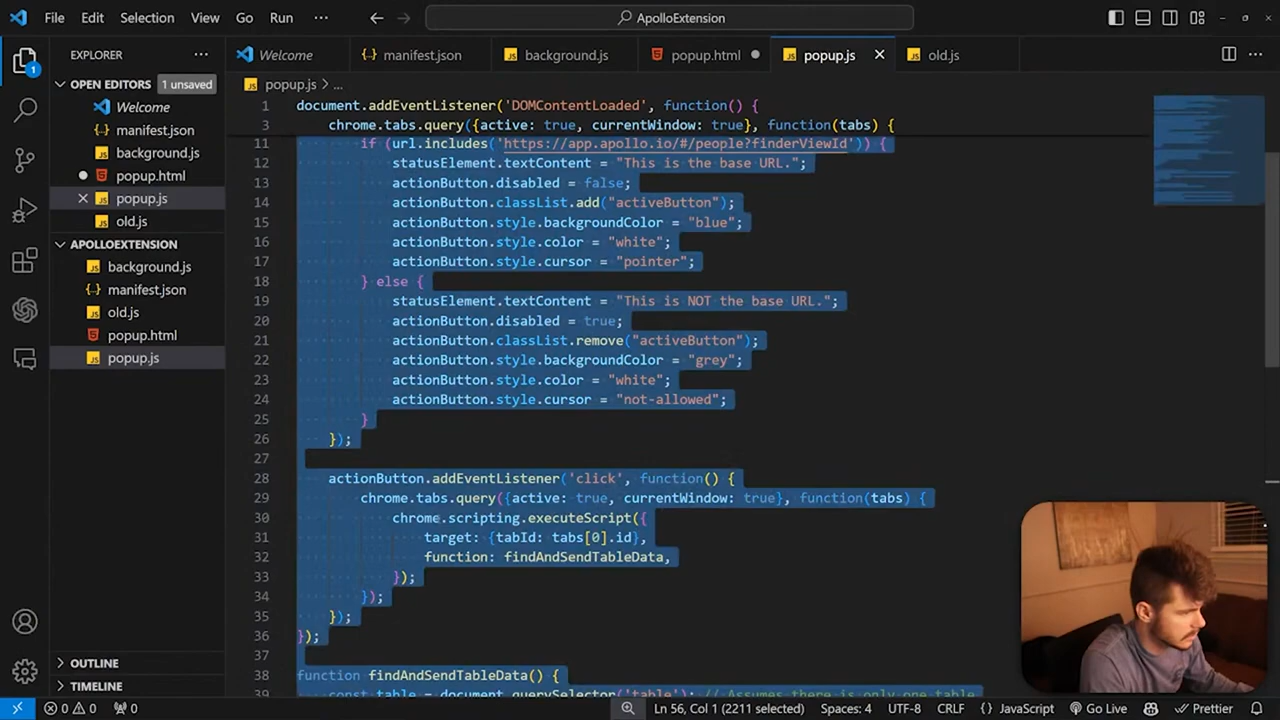 File Edit Selection View Go Run ··· ApolloExtension
EXPLORER ···
Welcome manifest.json background.js popup.html popup.js old.js ···
OPEN EDITORS 1 unsaved
Welcome
manifest.json
background.js
popup.html
popup.js
old.js
APOLLOEXTENSION
background.js
manifest.json
old.js
popup.html
popup.js
OUTLINE
TIMELINE
1
popup.js > ...
1 document.addEventListener('DOMContentLoaded', function() {
3 chrome.tabs.query({active: true, currentWindow: true}, function(tabs) {
11 if (url.includes('https://app.apollo.io/#/people?finderViewId')) {
12 statusElement.textContent = "This is the base URL.";
13 actionButton.disabled = false;
14 actionButton.classList.add("activeButton");
15 actionButton.style.backgroundColor = "blue";
16 actionButton.style.color = "white";
17 actionButton.style.cursor = "pointer";
18 } else {
19 statusElement.textContent = "This is NOT the base URL.";
20 actionButton.disabled = true;
21 actionButton.classList.remove("activeButton");
22 actionButton.style.backgroundColor = "grey";
23 actionButton.style.color = "white";
24 actionButton.style.cursor = "not-allowed";
25 }
26 });
27
28 actionButton.addEventListener('click', function() {
29 chrome.tabs.query({active: true, currentWindow: true}, function(tabs) {
30 chrome.scripting.executeScript({
31 target: {tabId: tabs[0].id},
32 function: findAndSendTableData,
33 });
34 });
35 });
36 });
37
38 function findAndSendTableData() {
39 const table = document.querySelector('table'); // Assumes there is only one table
0 0 0 Ln 56, Col 1 (2211 selected) Spaces: 4 UTF-8 CRLF {} JavaScript Go Live Prettier